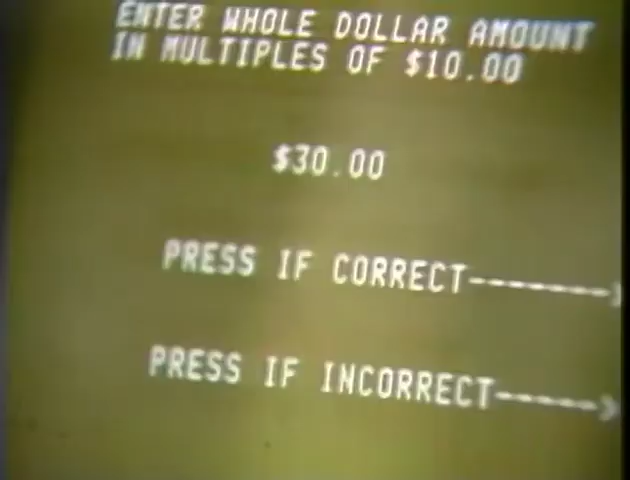 ENTER WHOLE DOLLAR AMOUNT
IN MULTIPLES OF $10.00
$30.00
PRESS IF CORRECT------->
PRESS IF INCORRECT----->